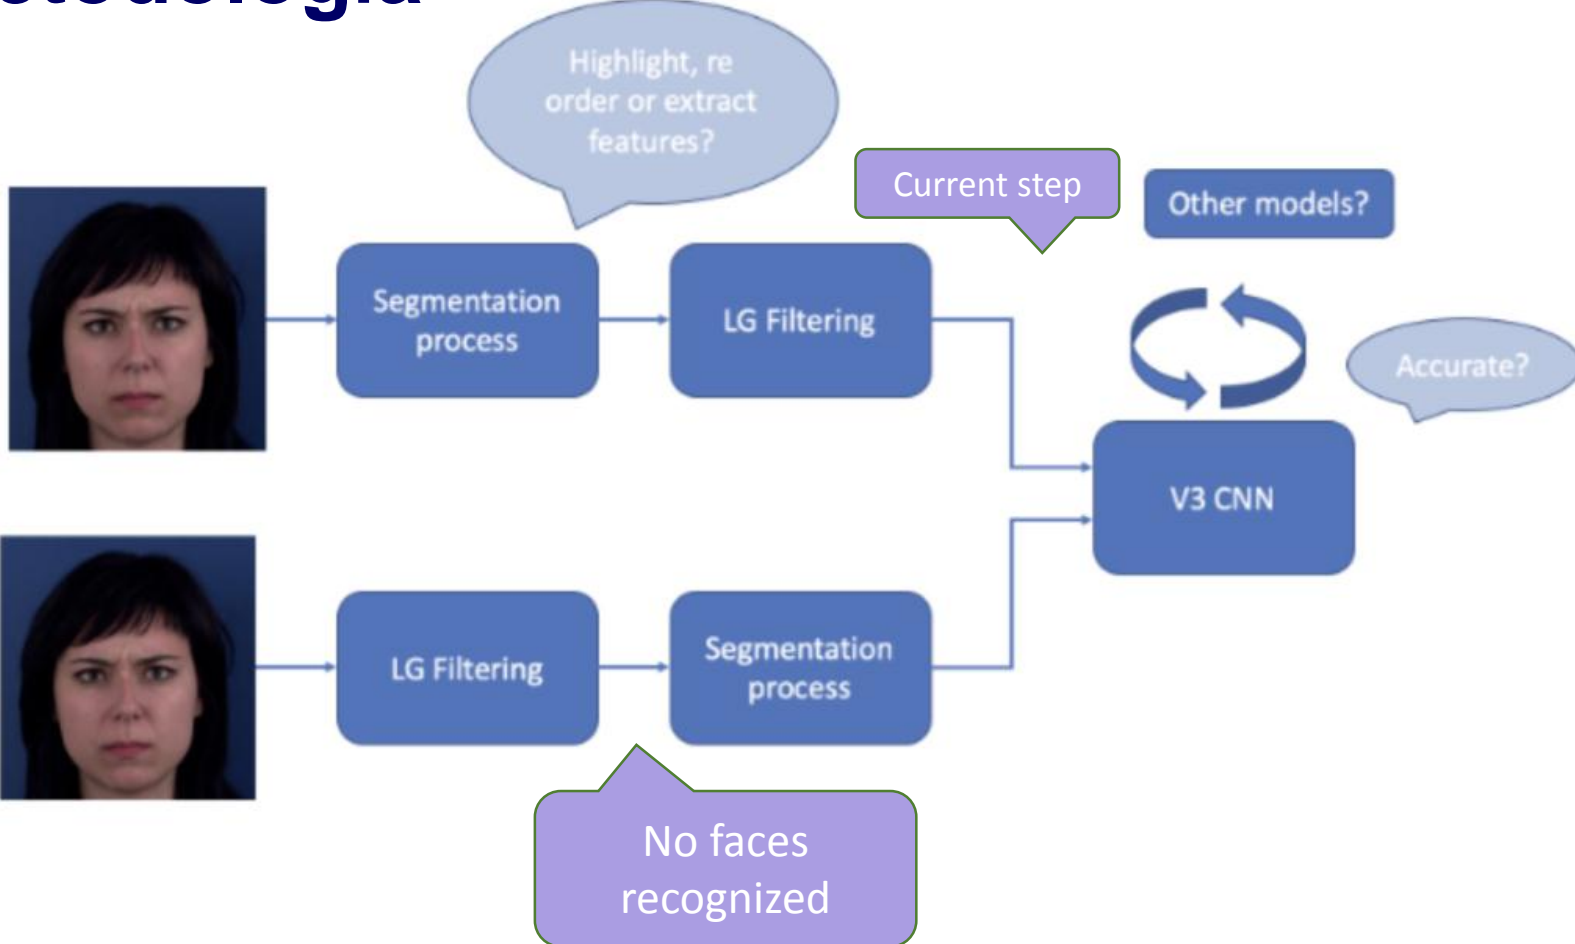 Highlight, re
order or extract
features?
Current step
Other models?
Segmentation
process
LG Filtering
Accurate?
V3 CNN
LG Filtering
Segmentation
process
No faces
recognized